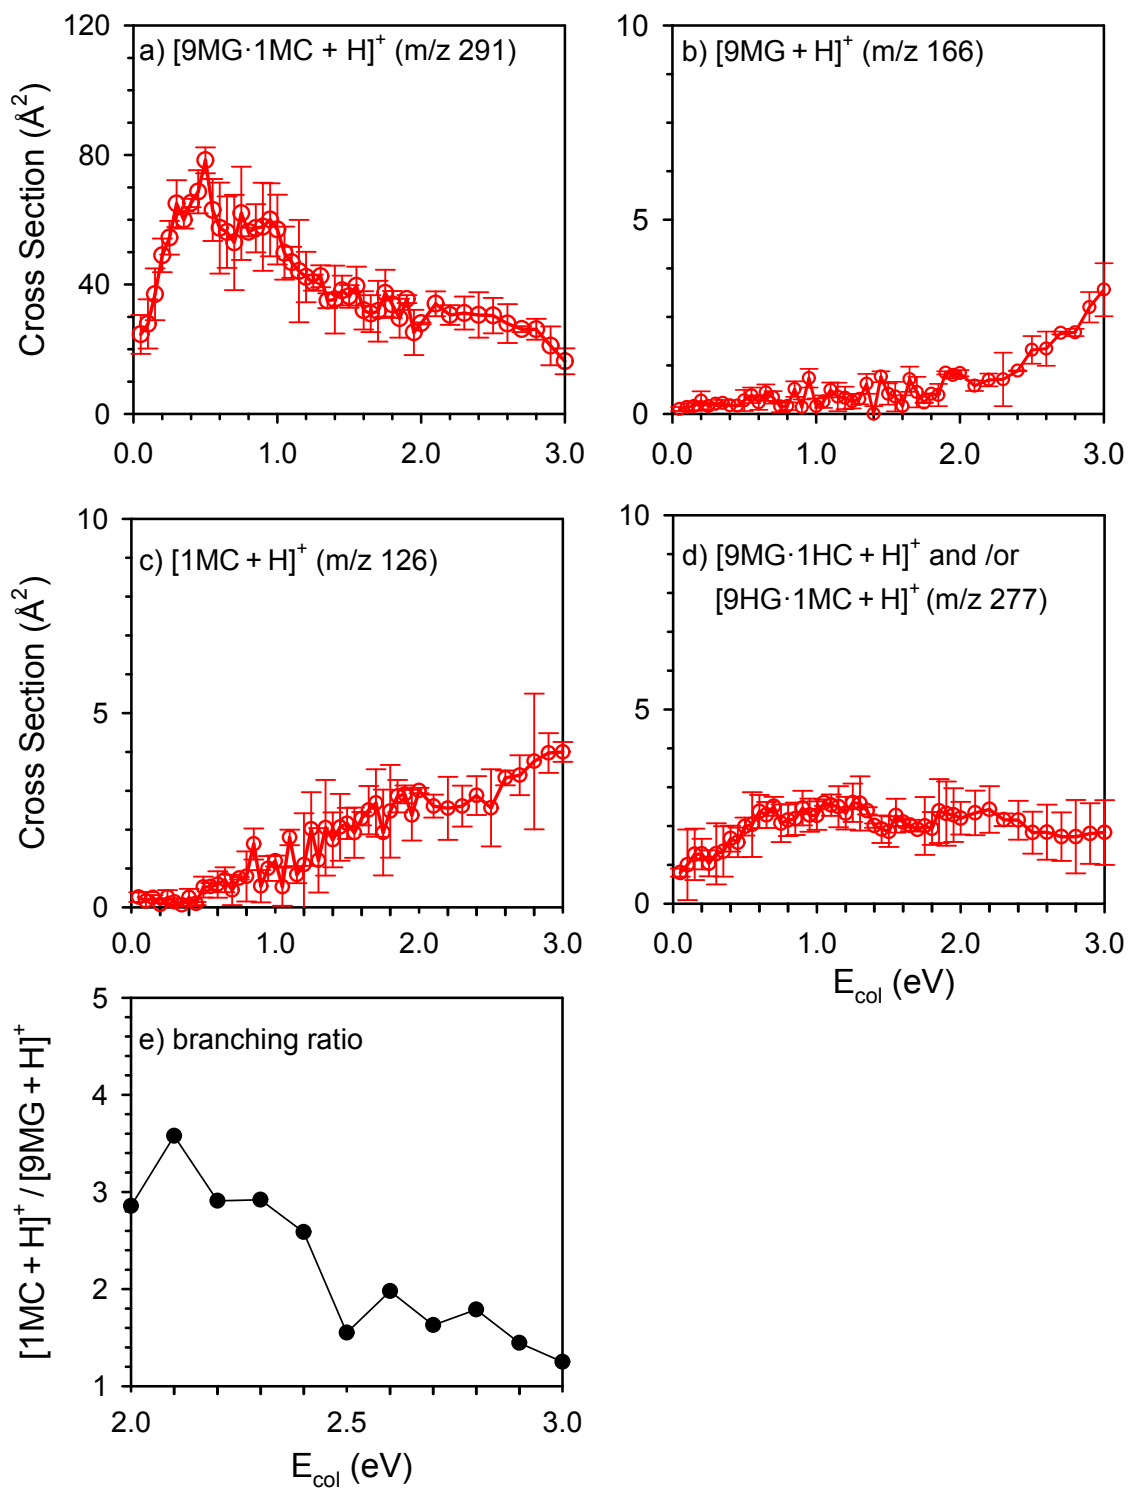 a) [9MG·1MC + H]⁺ (m/z 291)
Cross Section (Å²)
120
80
40
0
0.0 1.0 2.0 3.0
b) [9MG + H]⁺ (m/z 166)
10
5
0
0.0 1.0 2.0 3.0
c) [1MC + H]⁺ (m/z 126)
Cross Section (Å²)
10
5
0
0.0 1.0 2.0 3.0
d) [9MG·1HC + H]⁺ and /or
[9HG·1MC + H]⁺ (m/z 277)
10
5
0
0.0 1.0 2.0 3.0
E_col (eV)
e) branching ratio
[1MC + H]⁺ / [9MG + H]⁺
5
4
3
2
1
2.0 2.5 3.0
E_col (eV)